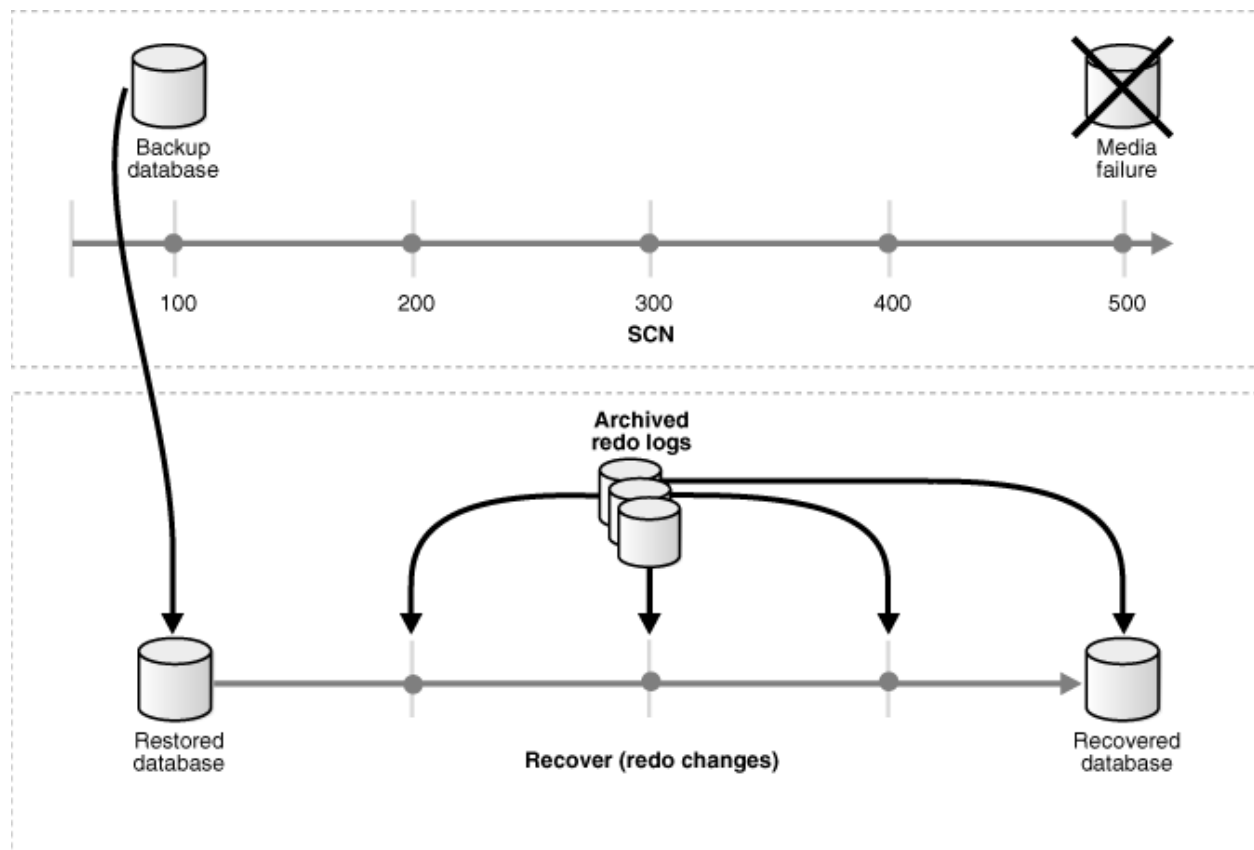 Backup
database
Media
failure
100
200
300
400
500
SCN
Archived
redo logs
Restored
database
Recover (redo changes)
Recovered
database